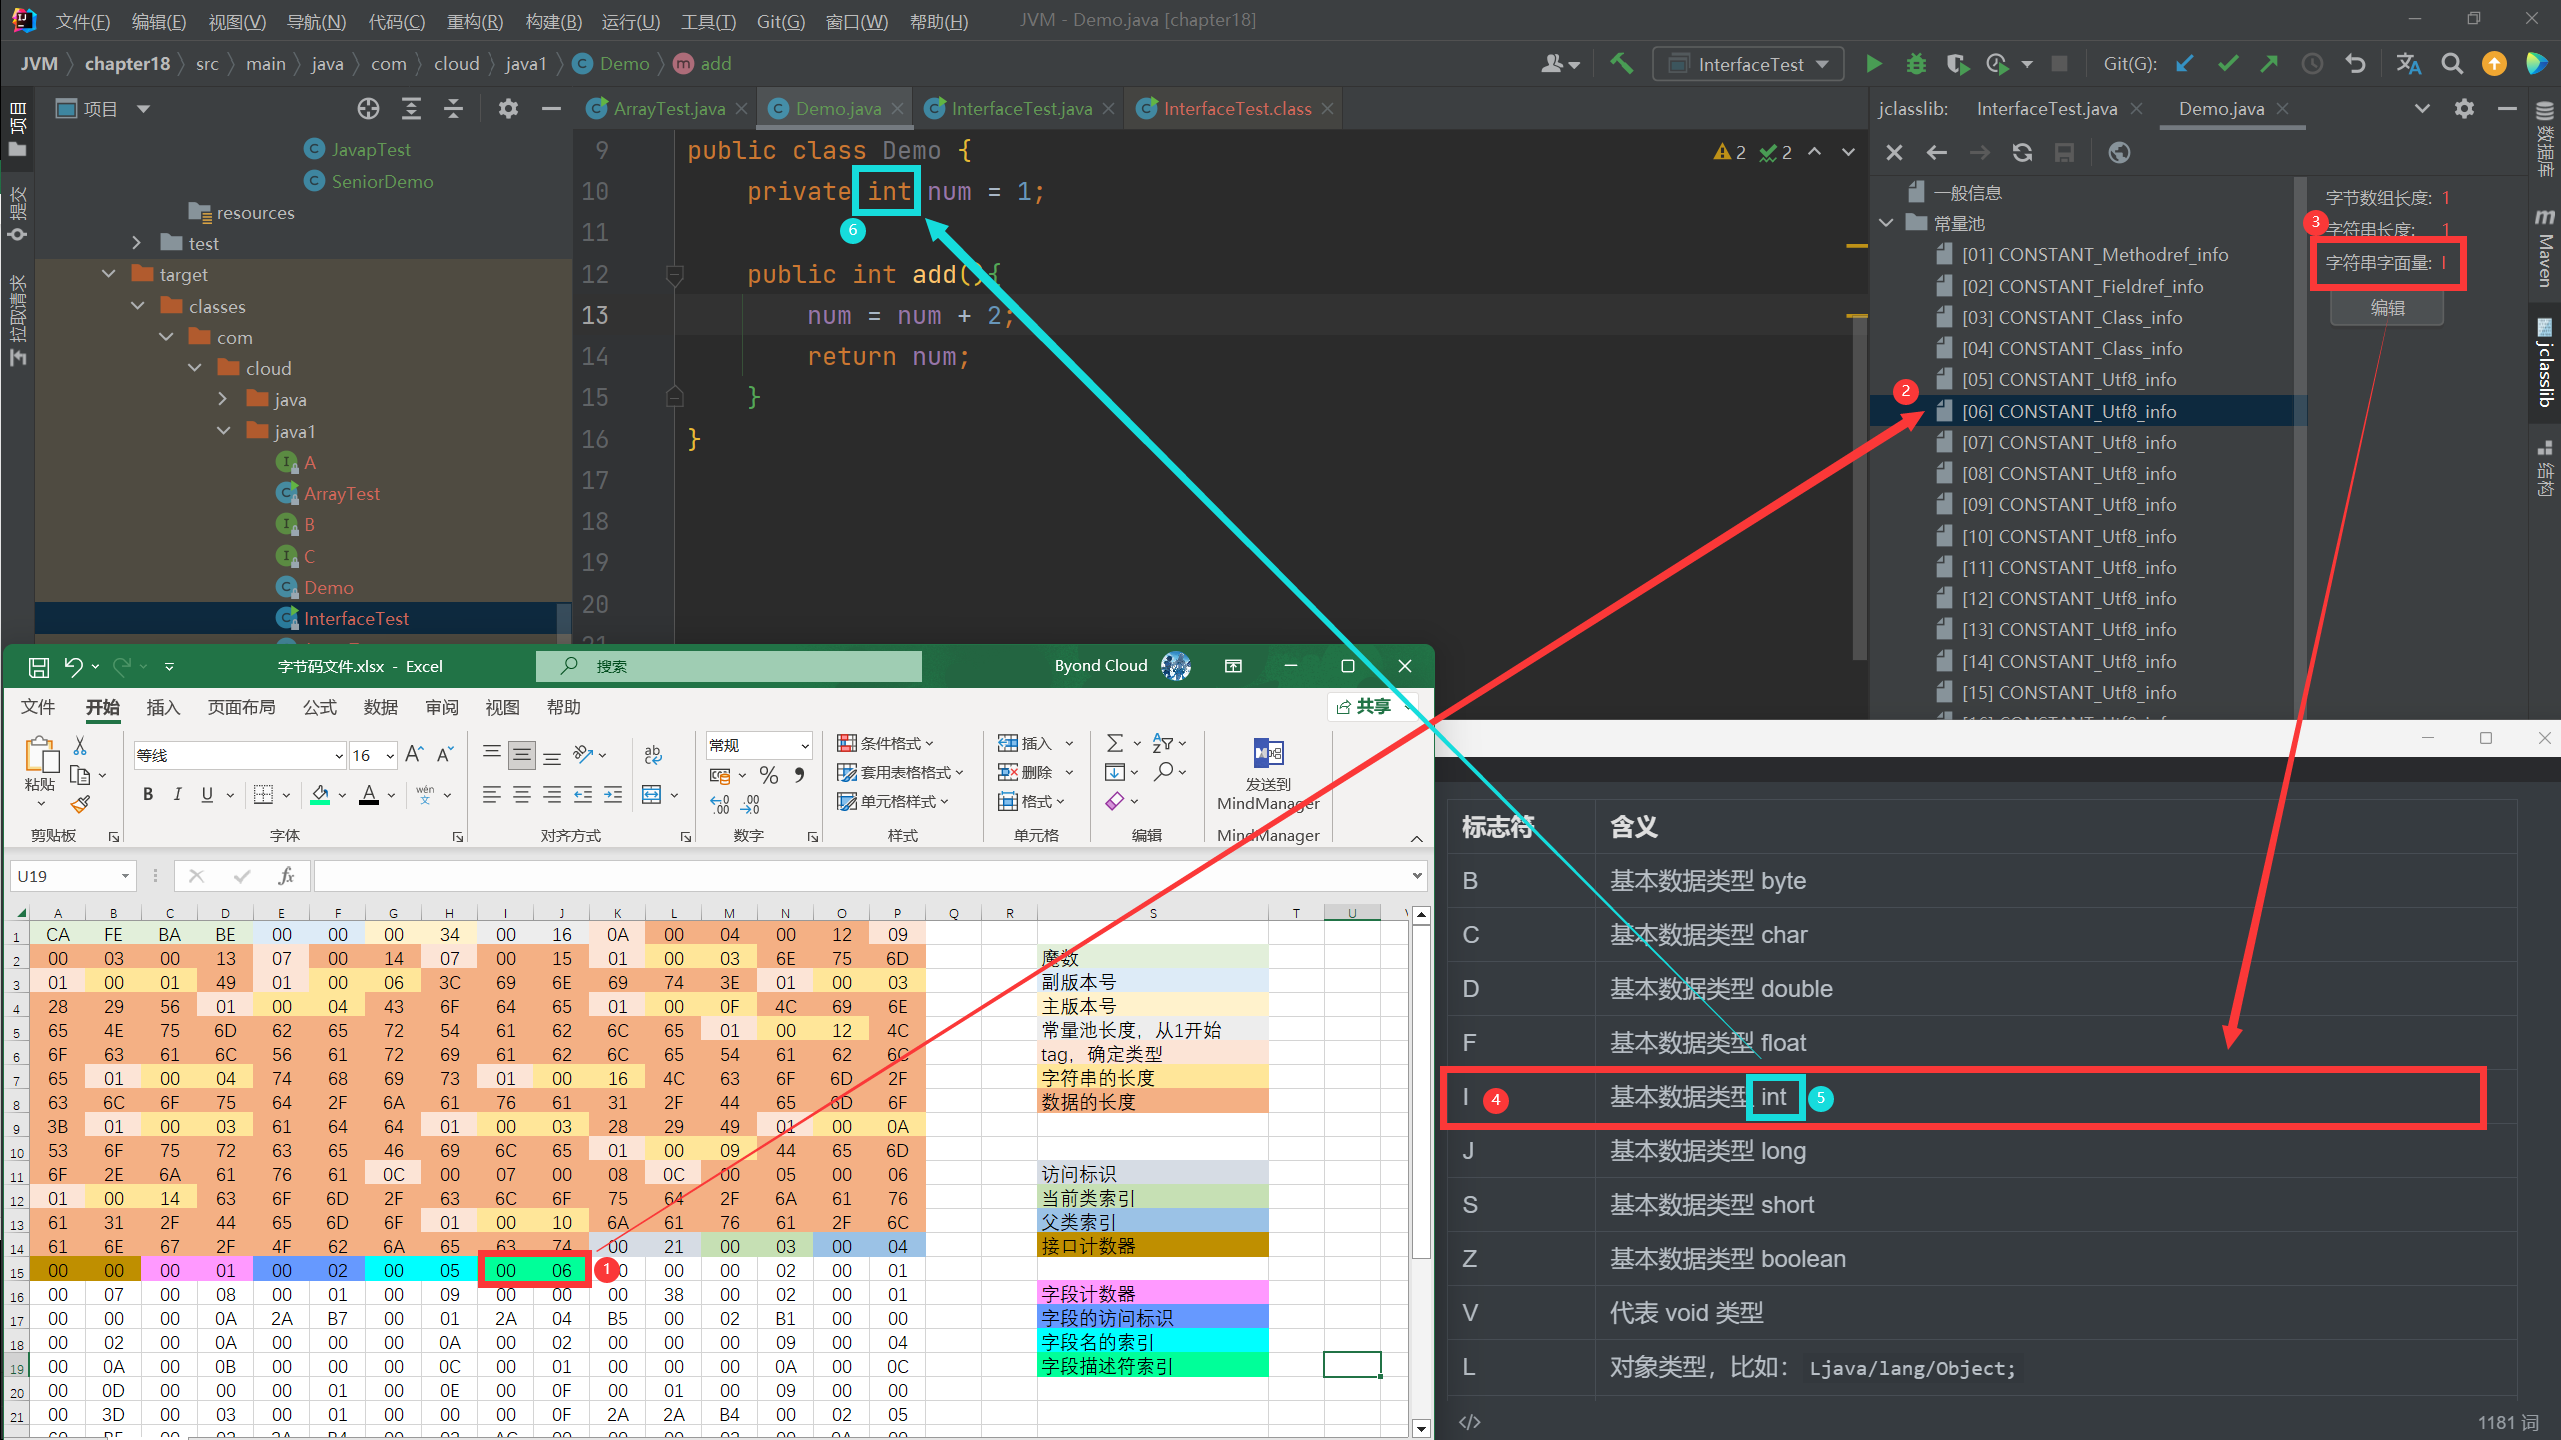 文件(F) 编辑(E) 视图(V) 导航(N) 代码(C) 重构(R) 构建(B) 运行(U) 工具(T) Git(G) 窗口(W) 帮助(H) JVM - Demo.java [chapter18]
JVM chapter18 src main java com cloud java1 Demo add InterfaceTest Git(G):
项目
ArrayTest.java Demo.java InterfaceTest.java InterfaceTest.class
jclasslib: InterfaceTest.java Demo.java
项目
提交
拉取请求
JavapTest
SeniorDemo
resources
test
target
classes
com
cloud
java
java1
A
ArrayTest
B
C
Demo
InterfaceTest
9 public class Demo {
10 private int num = 1;
11
6
12 public int add(){
13 num = num + 2;
14 return num;
15 }
16 }
17
18
19
20
21
2 2
一般信息
常量池
[01] CONSTANT_Methodref_info
[02] CONSTANT_Fieldref_info
[03] CONSTANT_Class_info
[04] CONSTANT_Class_info
[05] CONSTANT_Utf8_info
2
[06] CONSTANT_Utf8_info
[07] CONSTANT_Utf8_info
[08] CONSTANT_Utf8_info
[09] CONSTANT_Utf8_info
[10] CONSTANT_Utf8_info
[11] CONSTANT_Utf8_info
[12] CONSTANT_Utf8_info
[13] CONSTANT_Utf8_info
[14] CONSTANT_Utf8_info
[15] CONSTANT_Utf8_info
字节数组长度: 1
3
字符串长度: 1
字符串字面量: I
编辑
数据库
Maven
jclasslib
结构
字节码文件.xlsx - Excel 搜索 Byond Cloud
文件 开始 插入 页面布局 公式 数据 审阅 视图 帮助 共享
粘贴
等线 16
B I U A wén 文
ab
常规
% 9
条件格式
套用表格格式
单元格样式
插入
删除
格式
发送到
MindManager
剪贴板 字体 对齐方式 数字 样式 单元格 编辑 MindManager
U19 fx
A B C D E F G H I J K L M N O P Q R S T U
1 CA FE BA BE 00 00 00 34 00 16 0A 00 04 00 12 09
2 00 03 00 13 07 00 14 07 00 15 01 00 03 6E 75 6D 魔数
3 01 00 01 49 01 00 06 3C 69 6E 69 74 3E 01 00 03 副版本号
4 28 29 56 01 00 04 43 6F 64 65 01 00 0F 4C 69 6E 主版本号
5 65 4E 75 6D 62 65 72 54 61 62 6C 65 01 00 12 4C 常量池长度，从1开始
6 6F 63 61 6C 56 61 72 69 61 62 6C 65 54 61 62 6C tag，确定类型
7 65 01 00 04 74 68 69 73 01 00 16 4C 63 6F 6D 2F 字符串的长度
8 63 6C 6F 75 64 2F 6A 61 76 61 31 2F 44 65 6D 6F 数据的长度
9 3B 01 00 03 61 64 64 01 00 03 28 29 49 01 00 0A
10 53 6F 75 72 63 65 46 69 6C 65 01 00 09 44 65 6D
11 6F 2E 6A 61 76 61 0C 00 07 00 08 0C 00 05 00 06 访问标识
12 01 00 14 63 6F 6D 2F 63 6C 6F 75 64 2F 6A 61 76 当前类索引
13 61 31 2F 44 65 6D 6F 01 00 10 6A 61 76 61 2F 6C 父类索引
14 61 6E 67 2F 4F 62 6A 65 63 74 00 21 00 03 00 04 接口计数器
15 00 00 00 01 00 02 00 05 00 06 1 00 00 02 00 01
16 00 07 00 08 00 01 00 09 00 00 00 38 00 02 00 01 字段计数器
17 00 00 00 0A 2A B7 00 01 2A 04 B5 00 02 B1 00 00 字段的访问标识
18 00 02 00 0A 00 00 00 0A 00 02 00 00 00 09 00 04 字段名的索引
19 00 0A 00 0B 00 00 00 0C 00 01 00 00 00 0A 00 0C 字段描述符索引
20 00 0D 00 00 00 01 00 0E 00 0F 00 01 00 09 00 00
21 00 3D 00 03 00 01 00 00 00 0F 2A 2A B4 00 02 05
标志符 含义
B 基本数据类型 byte
C 基本数据类型 char
D 基本数据类型 double
F 基本数据类型 float
I 4 基本数据类型 int 5
J 基本数据类型 long
S 基本数据类型 short
Z 基本数据类型 boolean
V 代表 void 类型
L 对象类型，比如： Ljava/lang/Object;
</> 1181 词